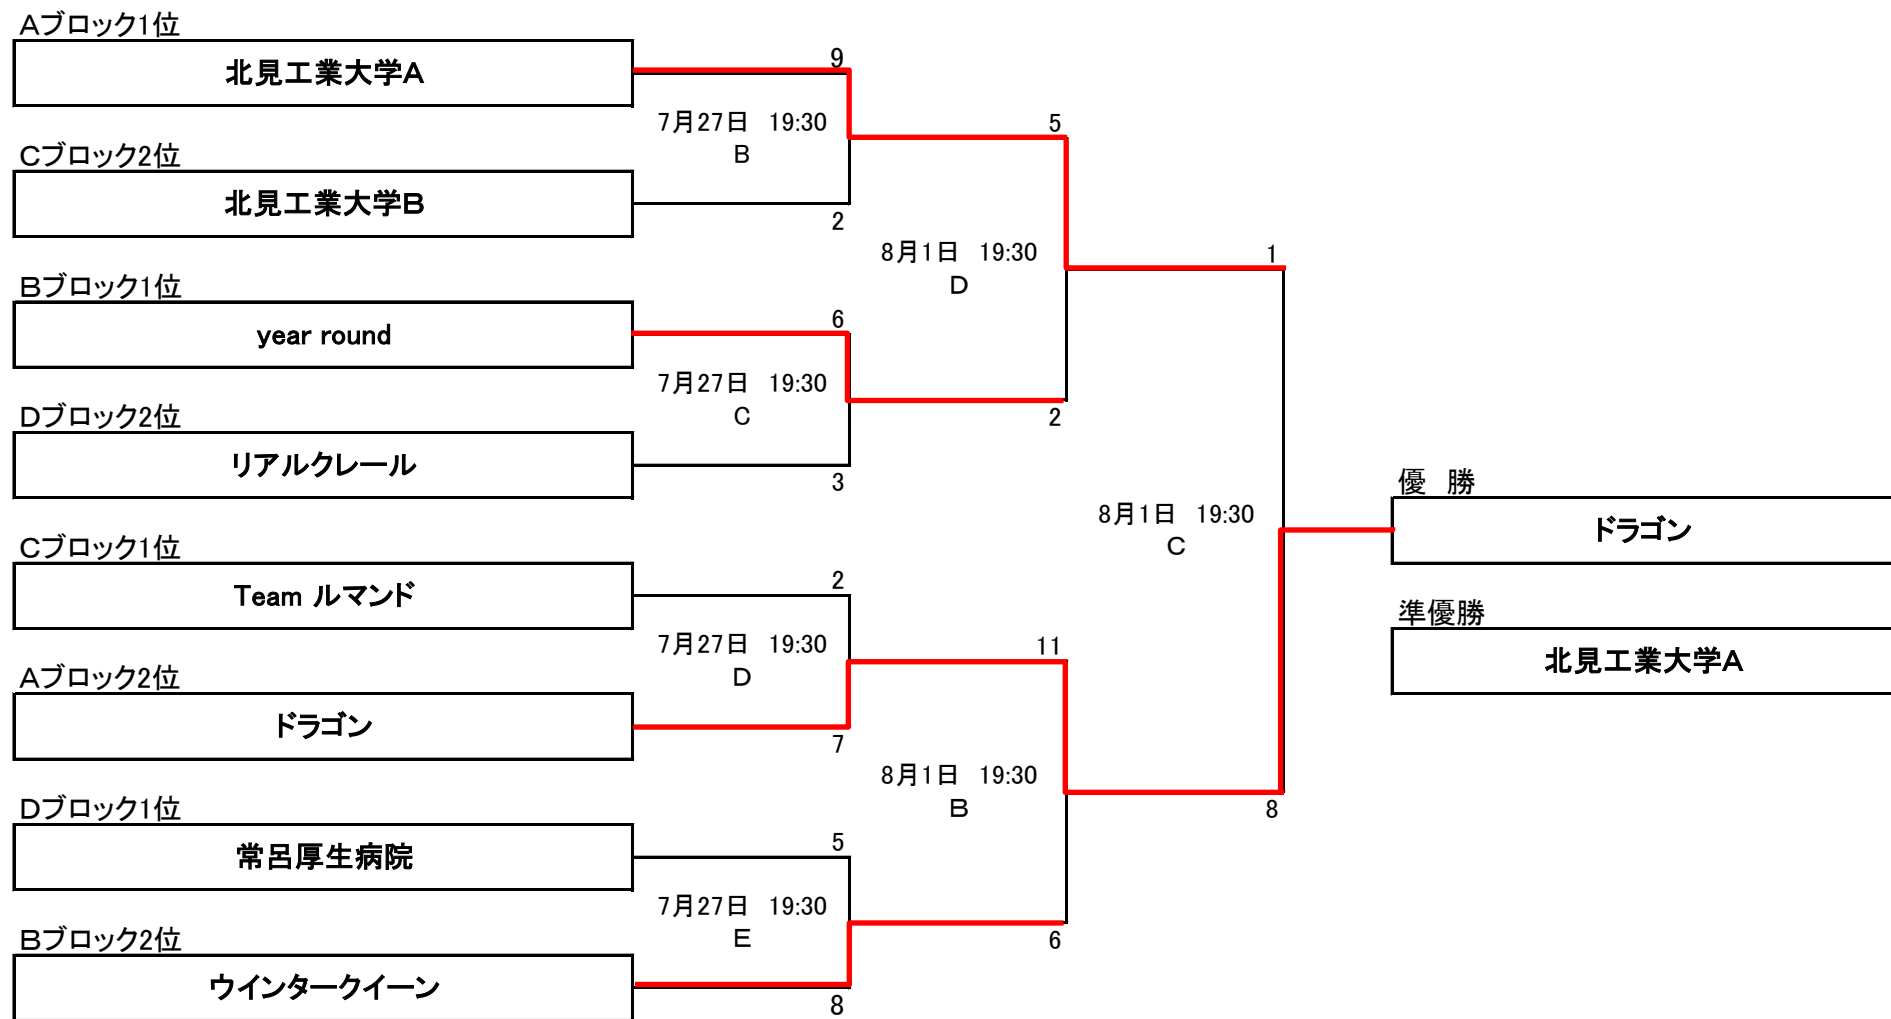 Aブロック1位
北見工業大学A
9
7月27日 19:30
B
Cブロック2位
北見工業大学B
2
5
8月1日 19:30
D
Bブロック1位
year round
6
7月27日 19:30
C
Dブロック2位
リアルクレール
3
2
1
8月1日 19:30
C
Cブロック1位
Team ルマンド
2
7月27日 19:30
D
Aブロック2位
ドラゴン
7
11
8月1日 19:30
B
Dブロック1位
常呂厚生病院
5
7月27日 19:30
E
Bブロック2位
ウインタークイーン
8
6
8
優 勝
ドラゴン
準優勝
北見工業大学A